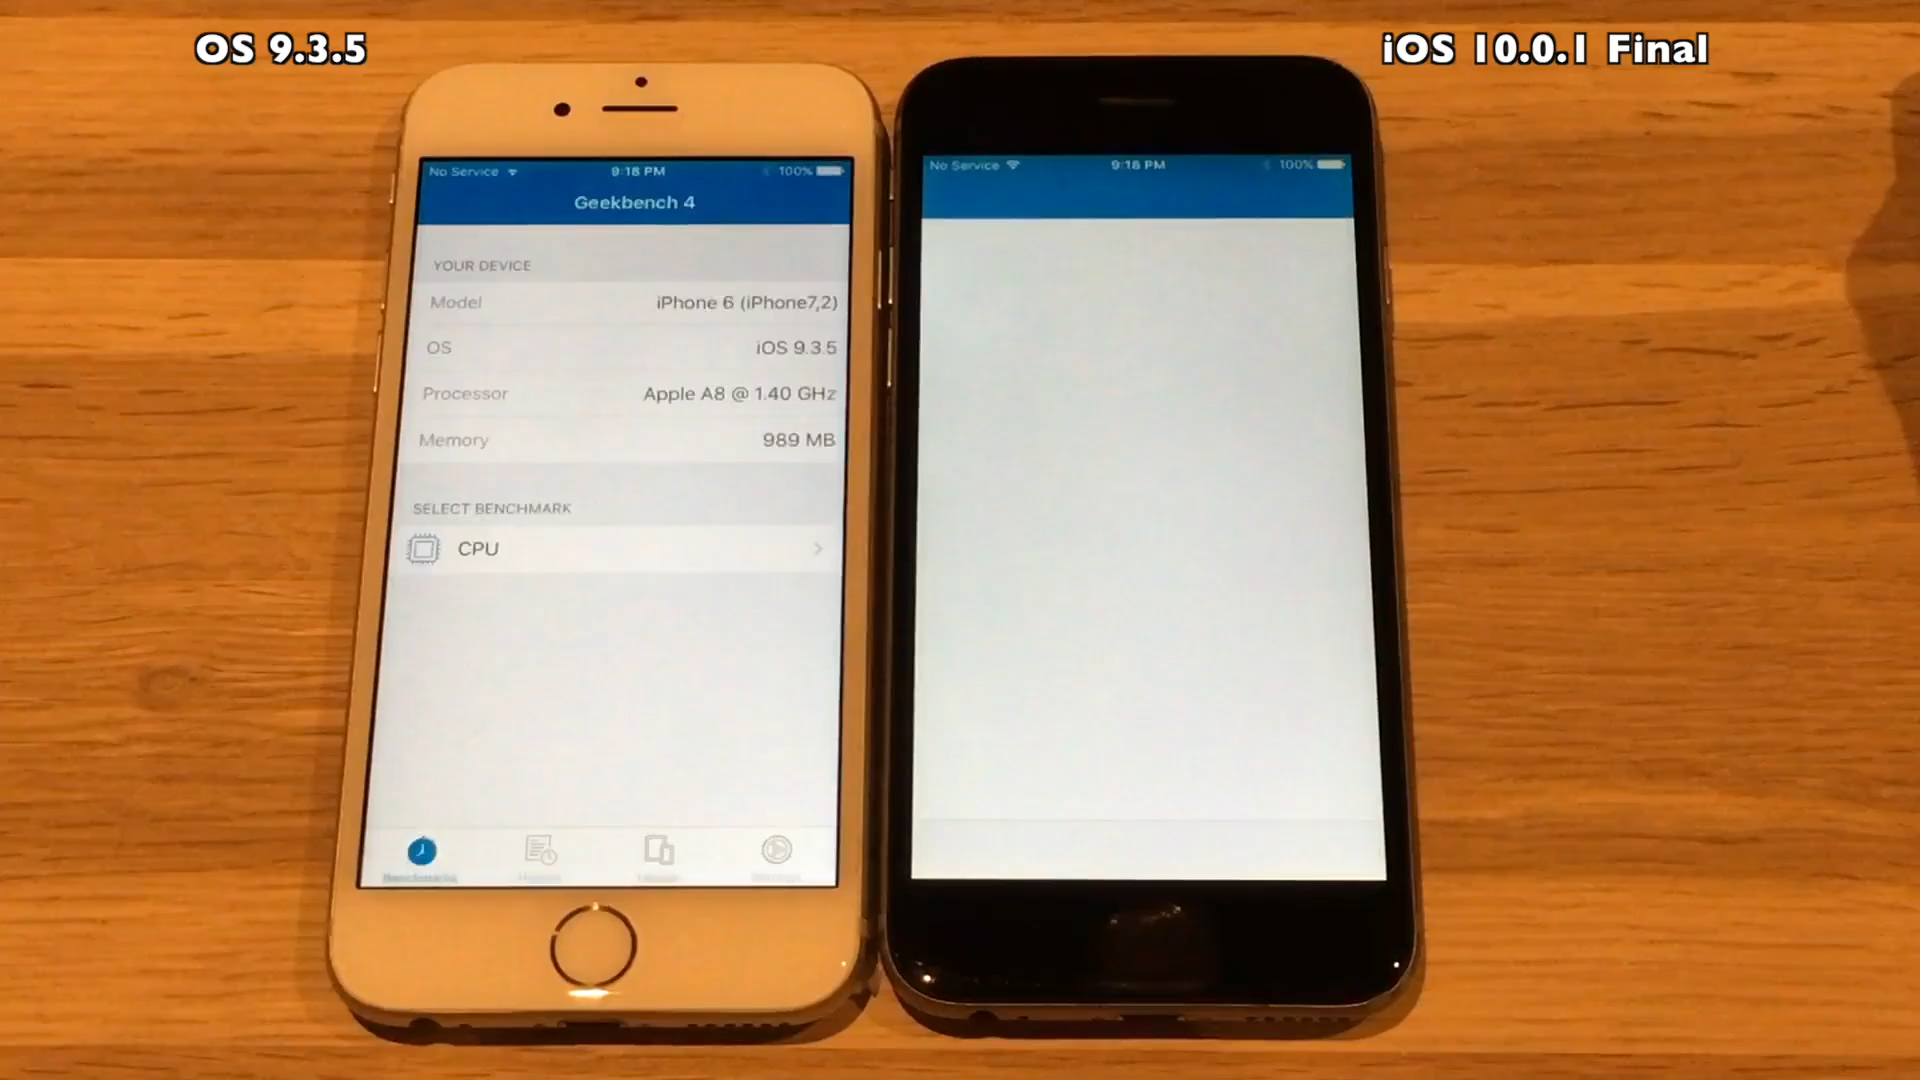 OS 9.3.5
iOS 10.0.1 Final
No Service 9:18 PM 100%
Geekbench 4
YOUR DEVICE
Model iPhone 6 (iPhone7,2)
OS iOS 9.3.5
Processor Apple A8 @ 1.40 GHz
Memory 989 MB
SELECT BENCHMARK
CPU
No Service 9:18 PM 100%